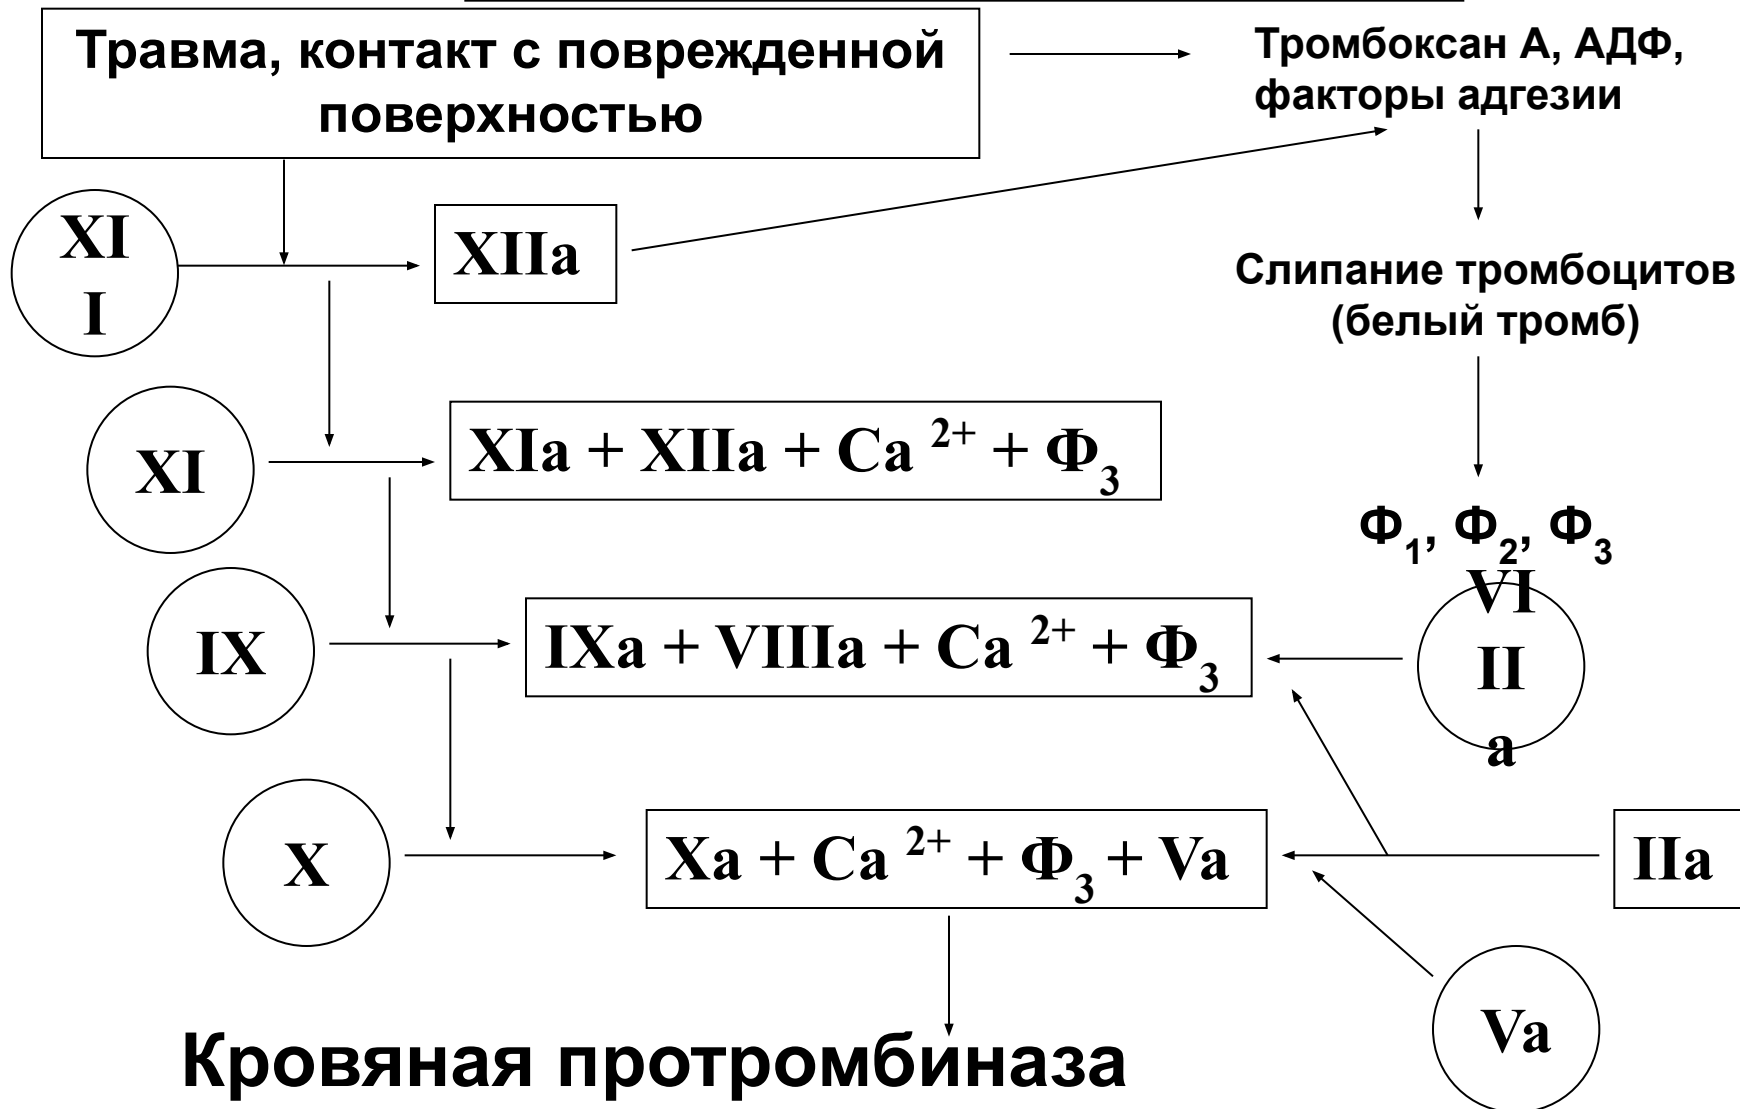 Травма, контакт с поврежденной
поверхностью
Тромбоксан А, АДФ,
факторы адгезии
XI
I
XIIa
Слипание тромбоцитов
(белый тромб)
XI
XIa + XIIa + Ca 2+ + Ф3
Ф1, Ф2, Ф3
IX
IXa + VIIIa + Ca 2+ + Ф3
VI
II
a
X
Xa + Ca 2+ + Ф3 + Va
IIa
Va
Кровяная протромбиназа